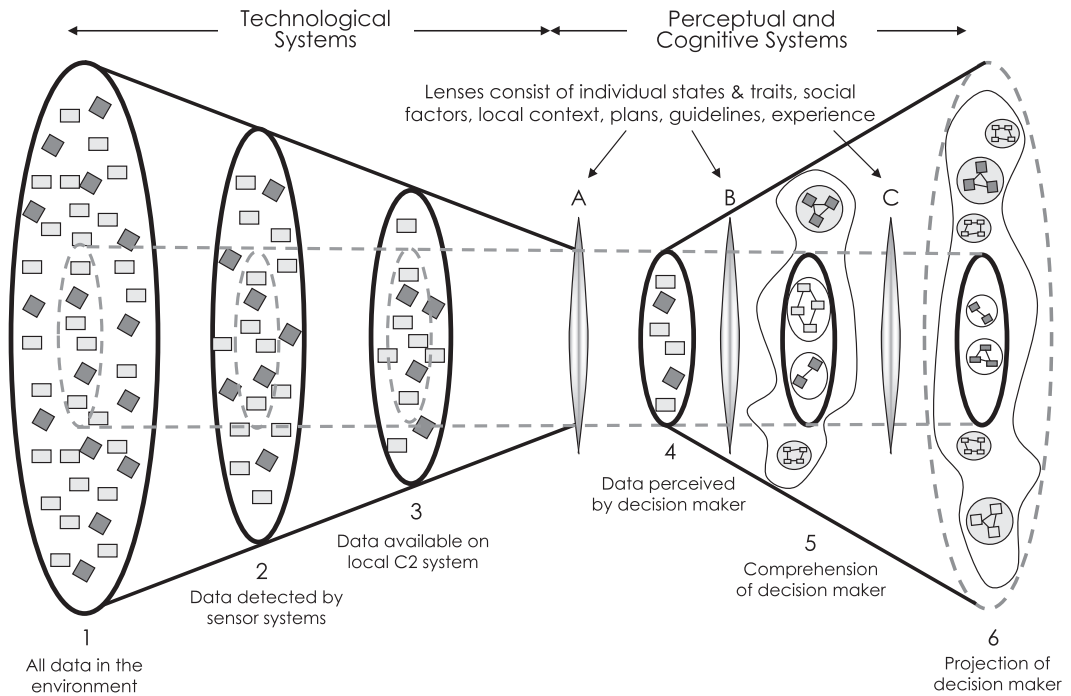 Technological
Systems
Perceptual and
Cognitive Systems
Lenses consist of individual states & traits, social
factors, local context, plans, guidelines, experience
A
B
C
1
All data in the
environment
2
Data detected by
sensor systems
3
Data available on
local C2 system
4
Data perceived
by decision maker
5
Comprehension
of decision maker
6
Projection of
decision maker